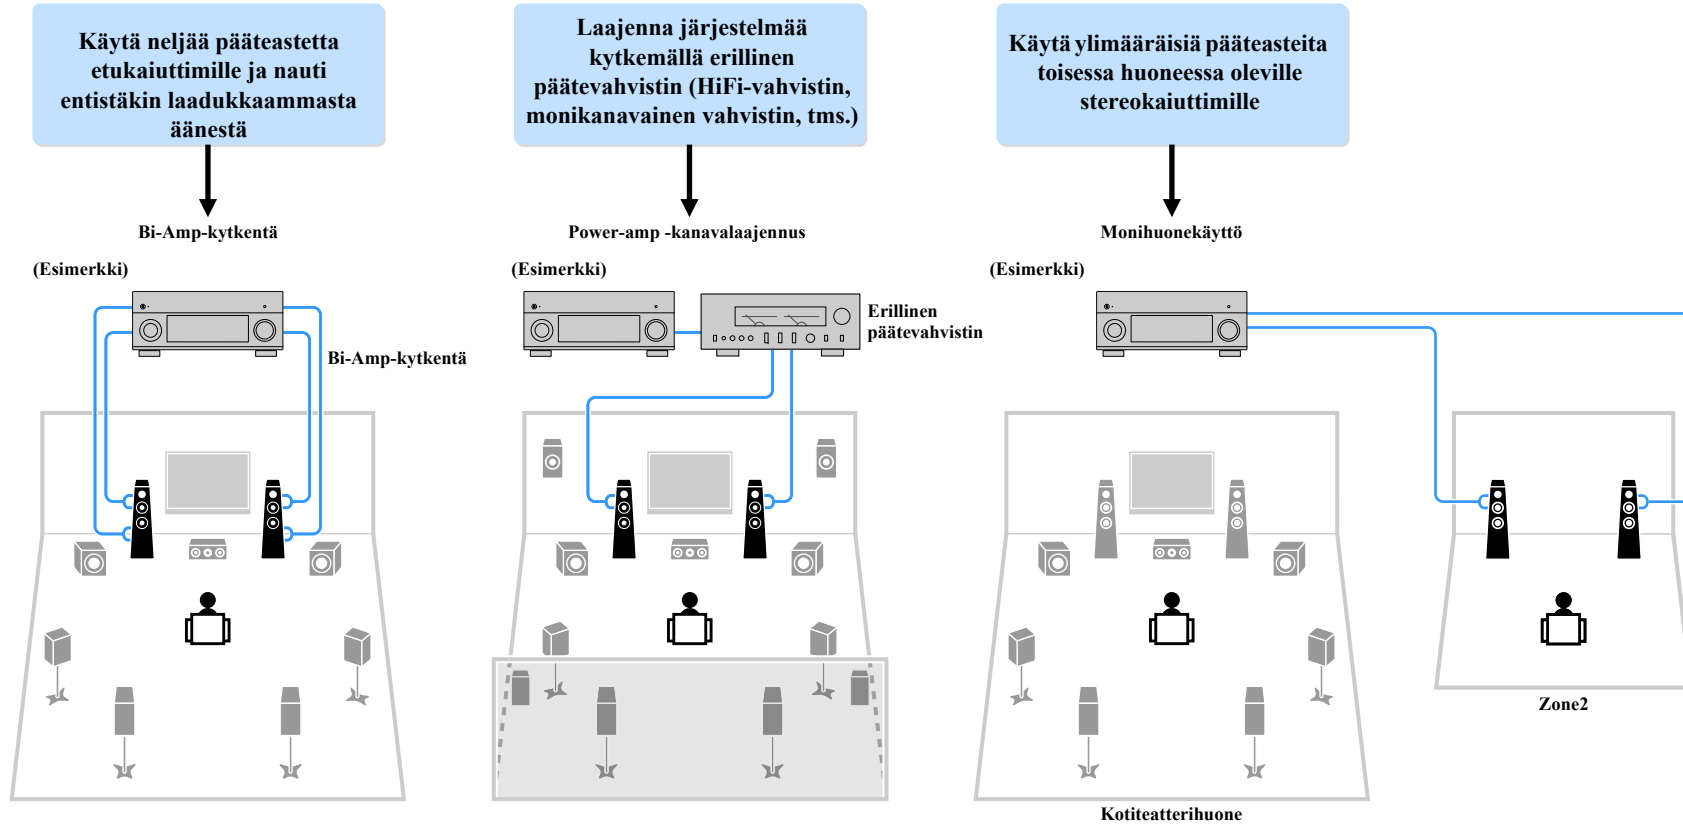 Käytä neljää pääteastetta
etukaiuttimille ja nauti
entistäkin laadukkaammasta
äänestä
Bi-Amp-kytkentä
(Esimerkki)
Bi-Amp-kytkentä
Laajenna järjestelmää
kytkemällä erillinen
päätevahvistin (HiFi-vahvistin,
monikanavainen vahvistin, tms.)
Power-amp -kanavalaajennus
(Esimerkki)
Erillinen
päätevahvistin
Käytä ylimääräisiä pääteasteita
toisessa huoneessa oleville
stereokaiuttimille
Monihuonekäyttö
(Esimerkki)
Zone2
Kotiteatterihuone